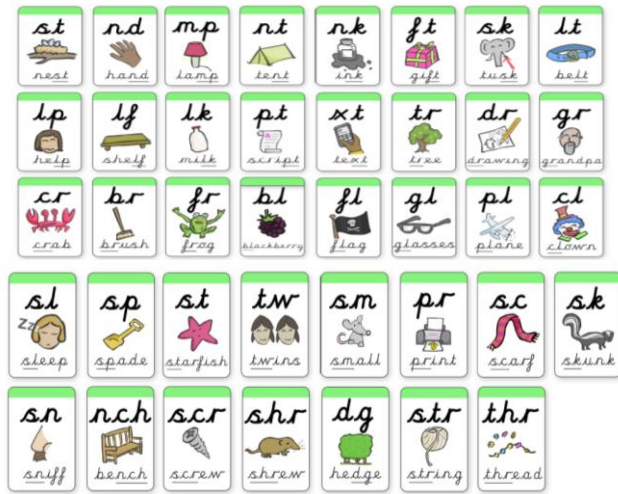 st nd mp nt nk ft sk lt
nest hand lamp tent ink gift tusk belt
lp lf lk pt xt tr dr gr
help shelf milk script text tree drawing grandpa
cr br fr bl fl gl pl cl
crab brush frog blackberry flag glasses plane clown
sl sp st tw sm pr sc sk
Zz
sleep spade starfish twins small print scarf skunk
sn nch scr shr dg str thr
sniff bench screw shrew hedge string thread